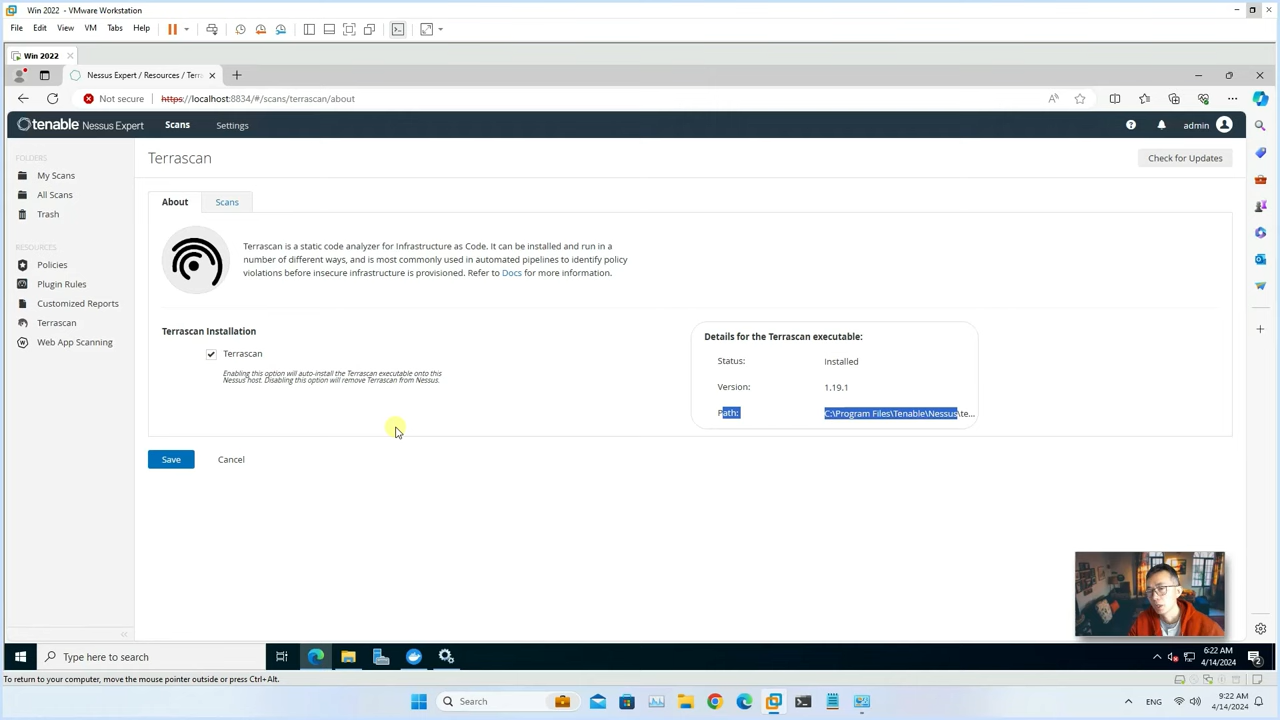 Win 2022 - VMware Workstation
File Edit View VM Tabs Help
Win 2022
Nessus Expert / Resources / Terra
Not secure https://localhost:8834/#/scans/terrascan/about
tenable Nessus Expert Scans Settings admin
FOLDERS
My Scans
All Scans
Trash
RESOURCES
Policies
Plugin Rules
Customized Reports
Terrascan
Web App Scanning
Terrascan
Check for Updates
About Scans
Terrascan is a static code analyzer for Infrastructure as Code. It can be installed and run in a
number of different ways, and is most commonly used in automated pipelines to identify policy
violations before insecure infrastructure is provisioned. Refer to Docs for more information.
Terrascan Installation
Terrascan
Enabling this option will auto-install the Terrascan executable onto this
Nessus host. Disabling this option will remove Terrascan from Nessus.
Details for the Terrascan executable:
Status: Installed
Version: 1.19.1
Path: C:\Program Files\Tenable\Nessus\te...
Save Cancel
Type here to search
6:22 AM
4/14/2024
2
To return to your computer, move the mouse pointer outside or press Ctrl+Alt.
Search
ENG
9:22 AM
4/14/2024